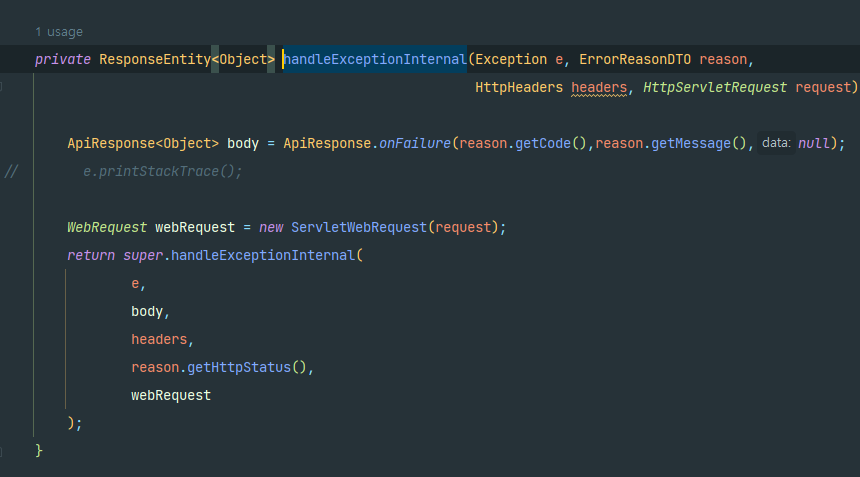 1 usage
private ResponseEntity<Object> handleExceptionInternal(Exception e, ErrorReasonDTO reason,
HttpHeaders headers, HttpServletRequest request)
ApiResponse<Object> body = ApiResponse.onFailure(reason.getCode(),reason.getMessage(), data: null);
// e.printStackTrace();
WebRequest webRequest = new ServletWebRequest(request);
return super.handleExceptionInternal(
e,
body,
headers,
reason.getHttpStatus(),
webRequest
);
}